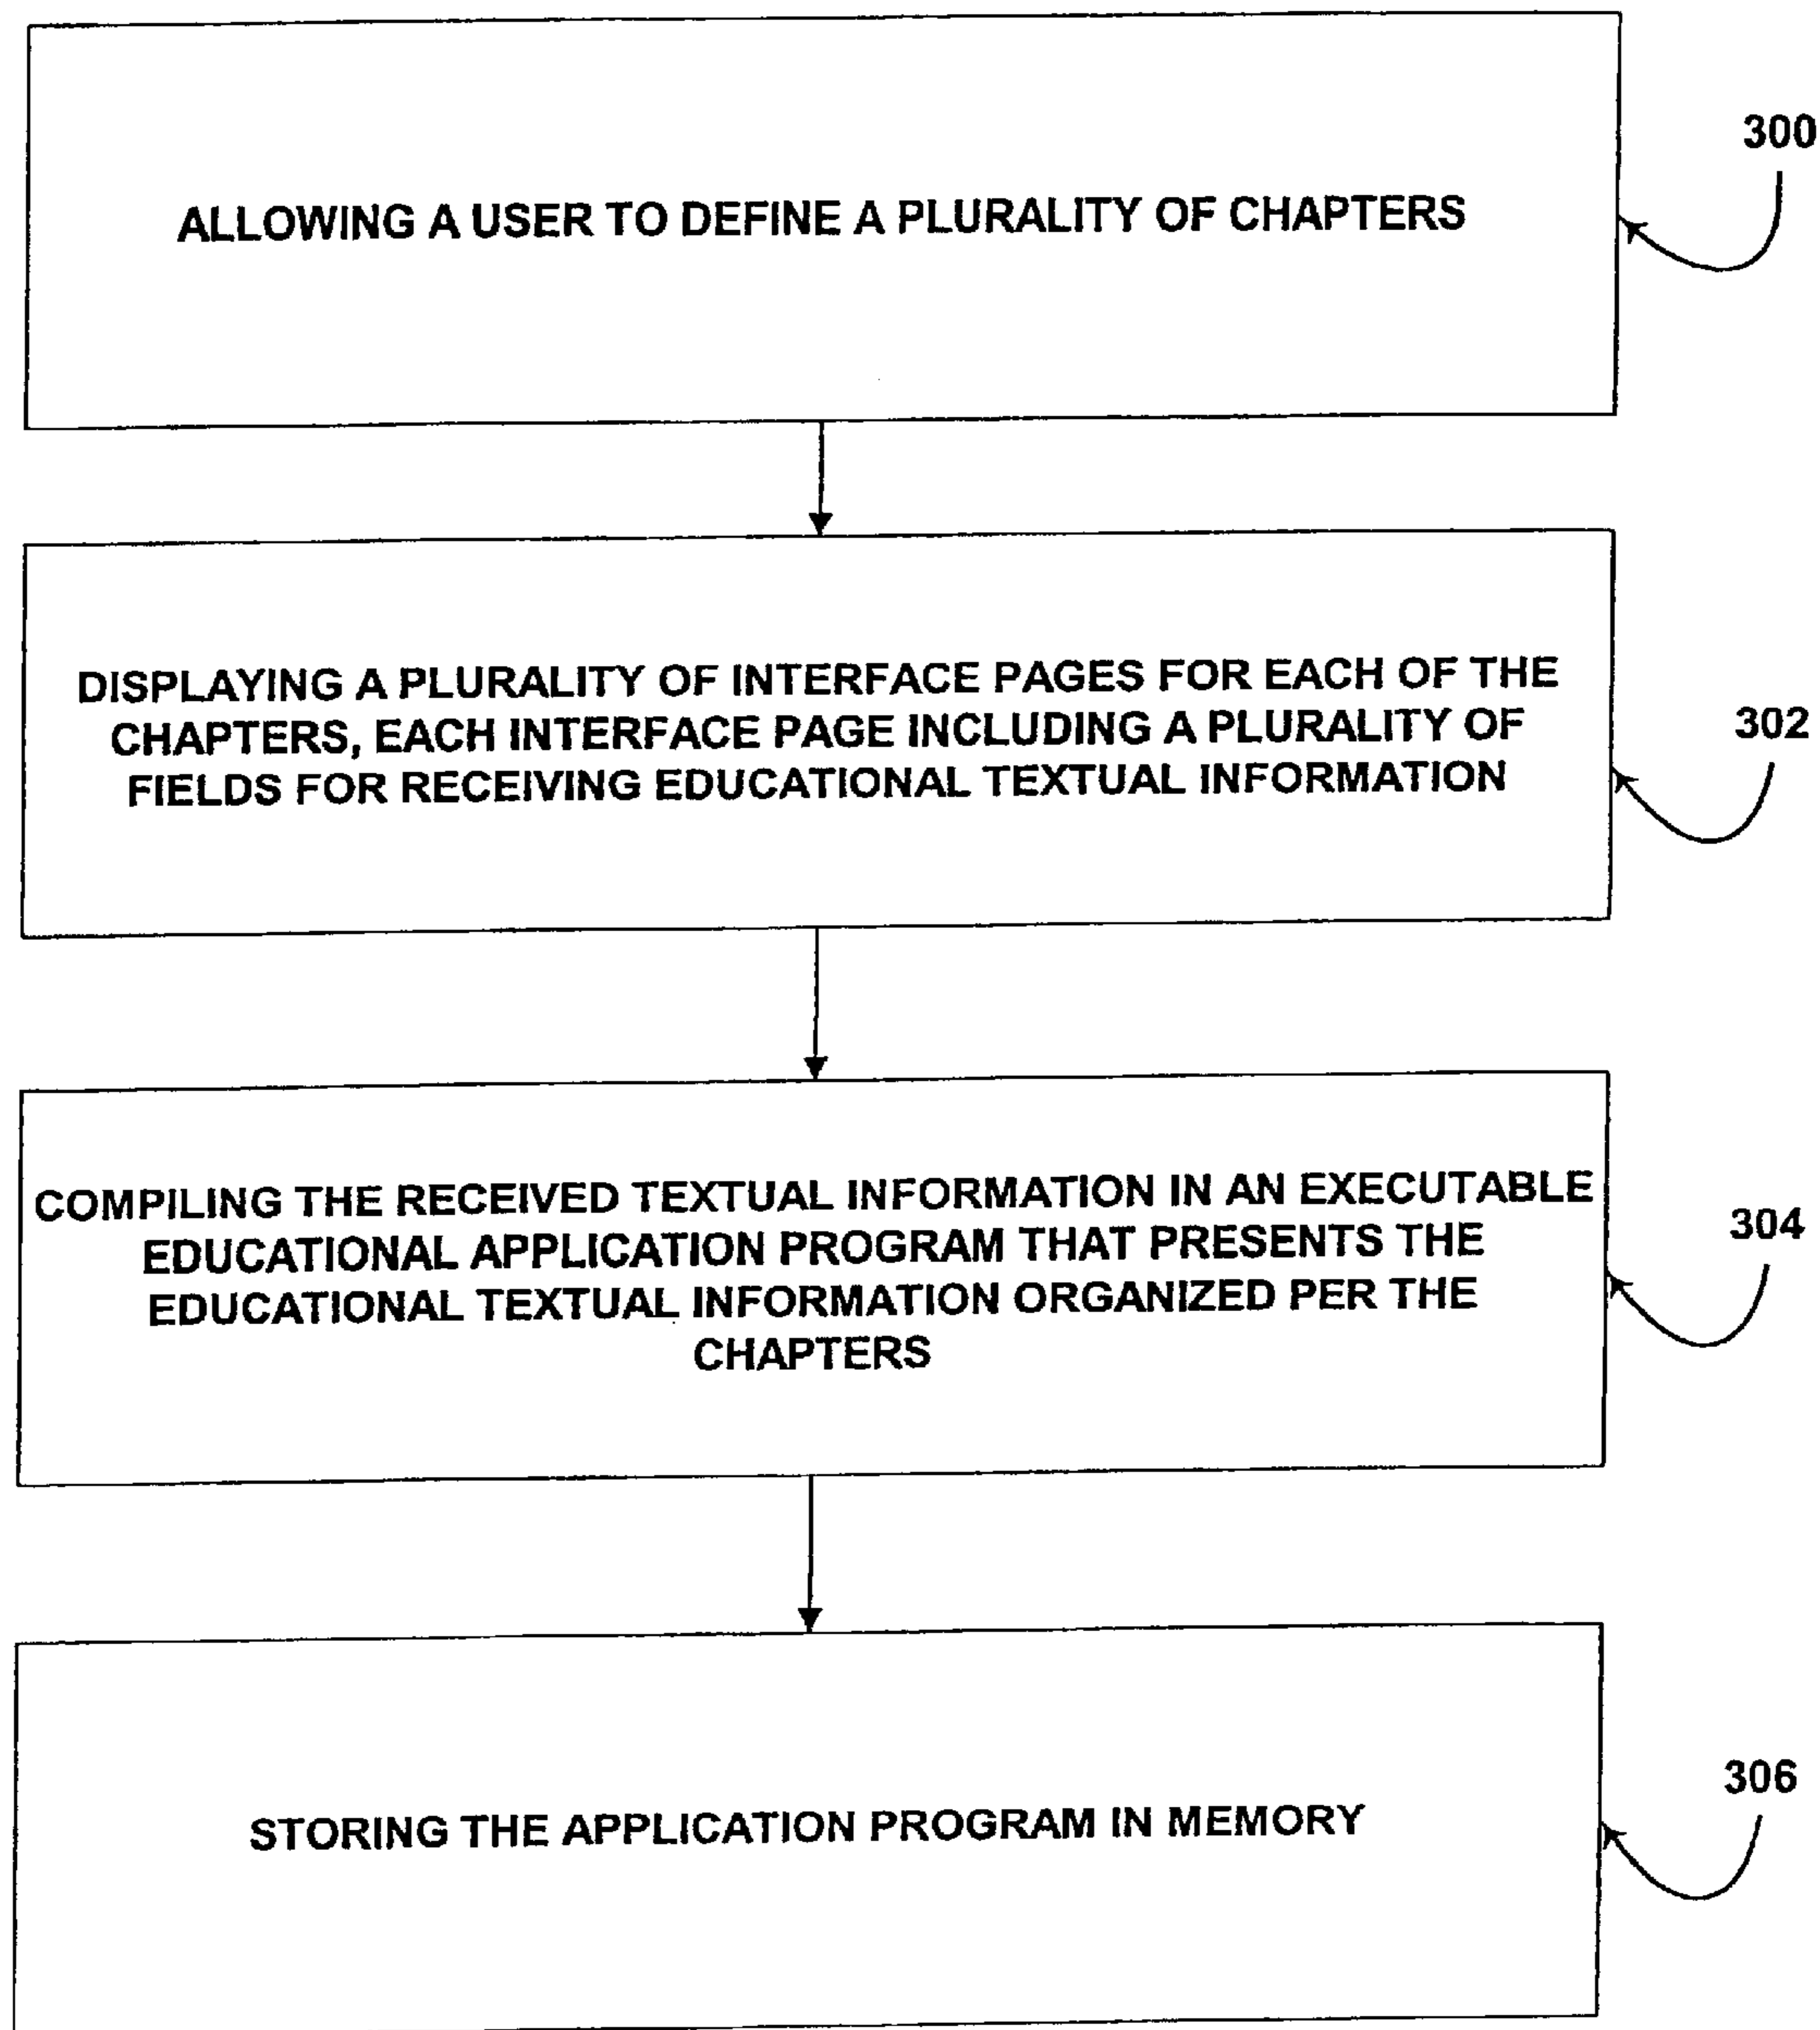 ALLOWING A USER TO DEFINE A PLURALITY OF CHAPTERS
300
DISPLAYING A PLURALITY OF INTERFACE PAGES FOR EACH OF THE
CHAPTERS, EACH INTERFACE PAGE INCLUDING A PLURALITY OF
FIELDS FOR RECEIVING EDUCATIONAL TEXTUAL INFORMATION
302
COMPILING THE RECEIVED TEXTUAL INFORMATION IN AN EXECUTABLE
EDUCATIONAL APPLICATION PROGRAM THAT PRESENTS THE
EDUCATIONAL TEXTUAL INFORMATION ORGANIZED PER THE
CHAPTERS
304
STORING THE APPLICATION PROGRAM IN MEMORY
306